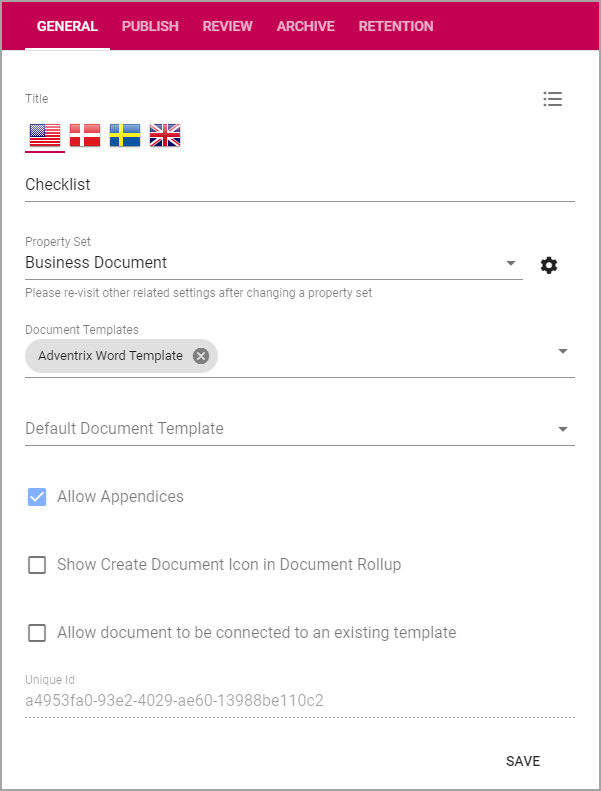 GENERAL PUBLISH REVIEW ARCHIVE RETENTION
Title
Checklist
Property Set
Business Document
Please re-visit other related settings after changing a property set
Document Templates
Adventrix Word Template
Default Document Template
Allow Appendices
Show Create Document Icon in Document Rollup
Allow document to be connected to an existing template
Unique Id
a4953fa0-93e2-4029-ae60-13988be110c2
SAVE